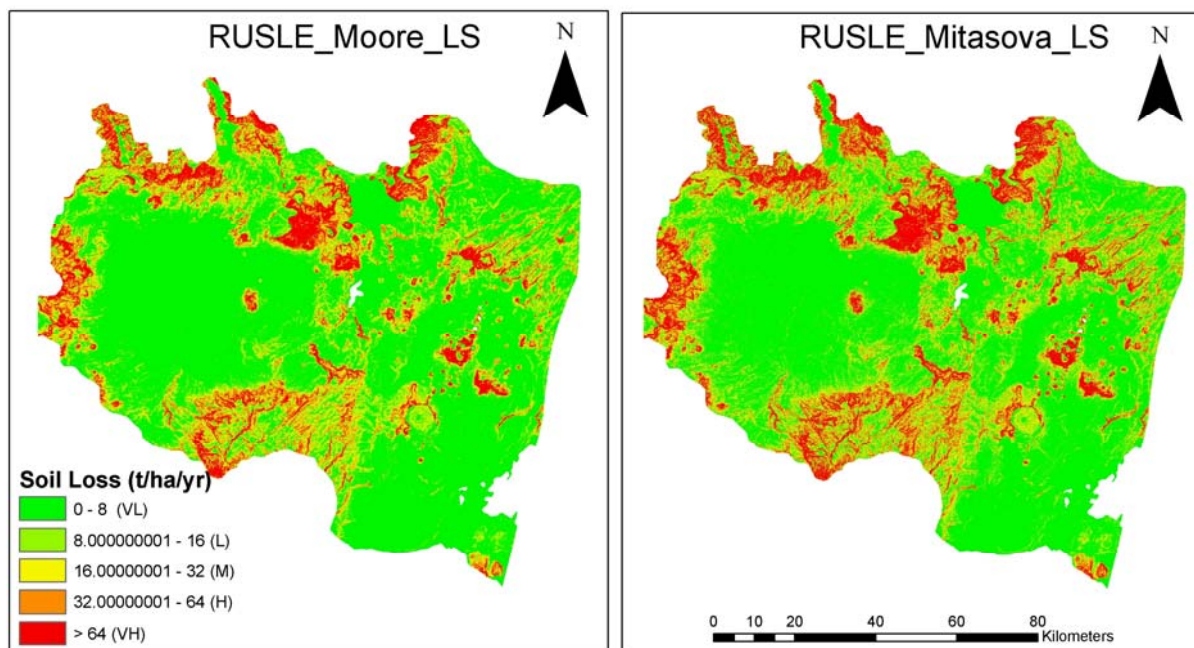 RUSLE_Moore_LS
N
Soil Loss (t/ha/yr)
0 - 8 (VL)
8.000000001 - 16 (L)
16.00000001 - 32 (M)
32.00000001 - 64 (H)
> 64 (VH)
RUSLE_Mitasova_LS
N
0 10 20 40 60 80
Kilometers